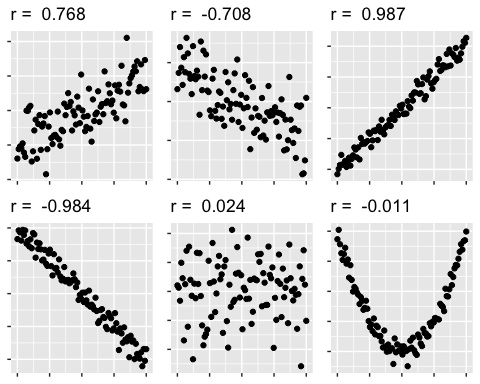 r = 0.768
r = -0.708
r = 0.987
r = -0.984
r = 0.024
r = -0.011